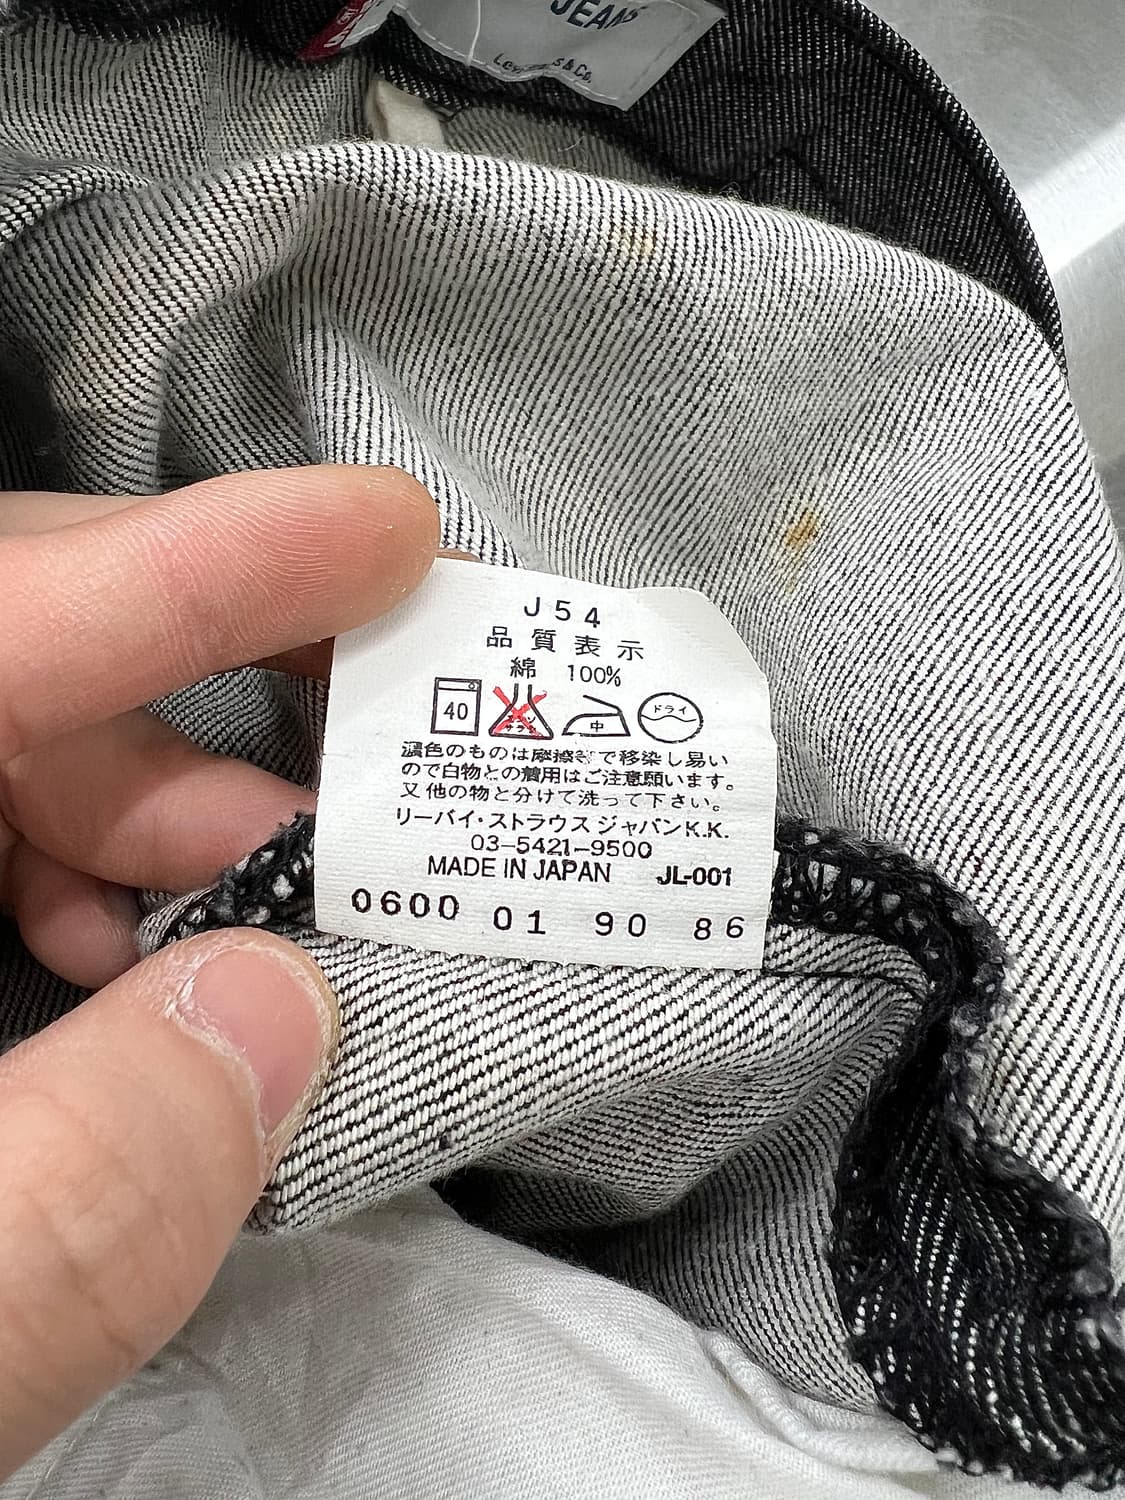 JEANS
& Co.
J54
品質表示
綿 100%
40
中
ドライ
濃色のものは摩擦等で移染し易い
ので白物との着用はご注意願います。
又他の物と分けて洗って下さい。
リーバイ・ストラウス ジャパンK.K.
03-5421-9500
MADE IN JAPAN JL-001
0600 01 90 86